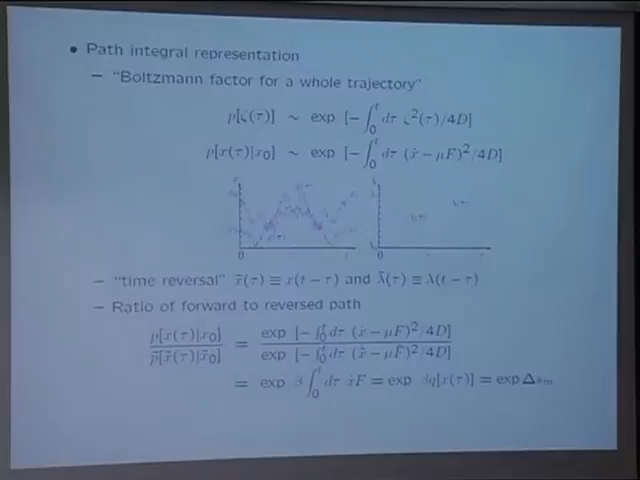 • Path integral representation
– “Boltzmann factor for a whole trajectory”
p[ζ(τ)] ∼ exp [−∫₀ᵗ dτ ζ²(τ)/4D]
p[x(τ)|x₀] ∼ exp [−∫₀ᵗ dτ (ẋ − μF)²/4D]
0 0
– “time reversal” x̃(τ) ≡ x(t − τ) and λ̃(τ) ≡ λ(t − τ)
– Ratio of forward to reversed path
p[x(τ)|x₀] / p̃[x̃(τ)|x̃₀] = exp [−∫₀ᵗ dτ (ẋ − μF)²/4D] / exp [−∫₀ᵗ dτ (x̃̇ − μF̃)²/4D]
= exp β ∫₀ᵗ dτ ẋF = exp βq[x(τ)] = exp Δsₘ